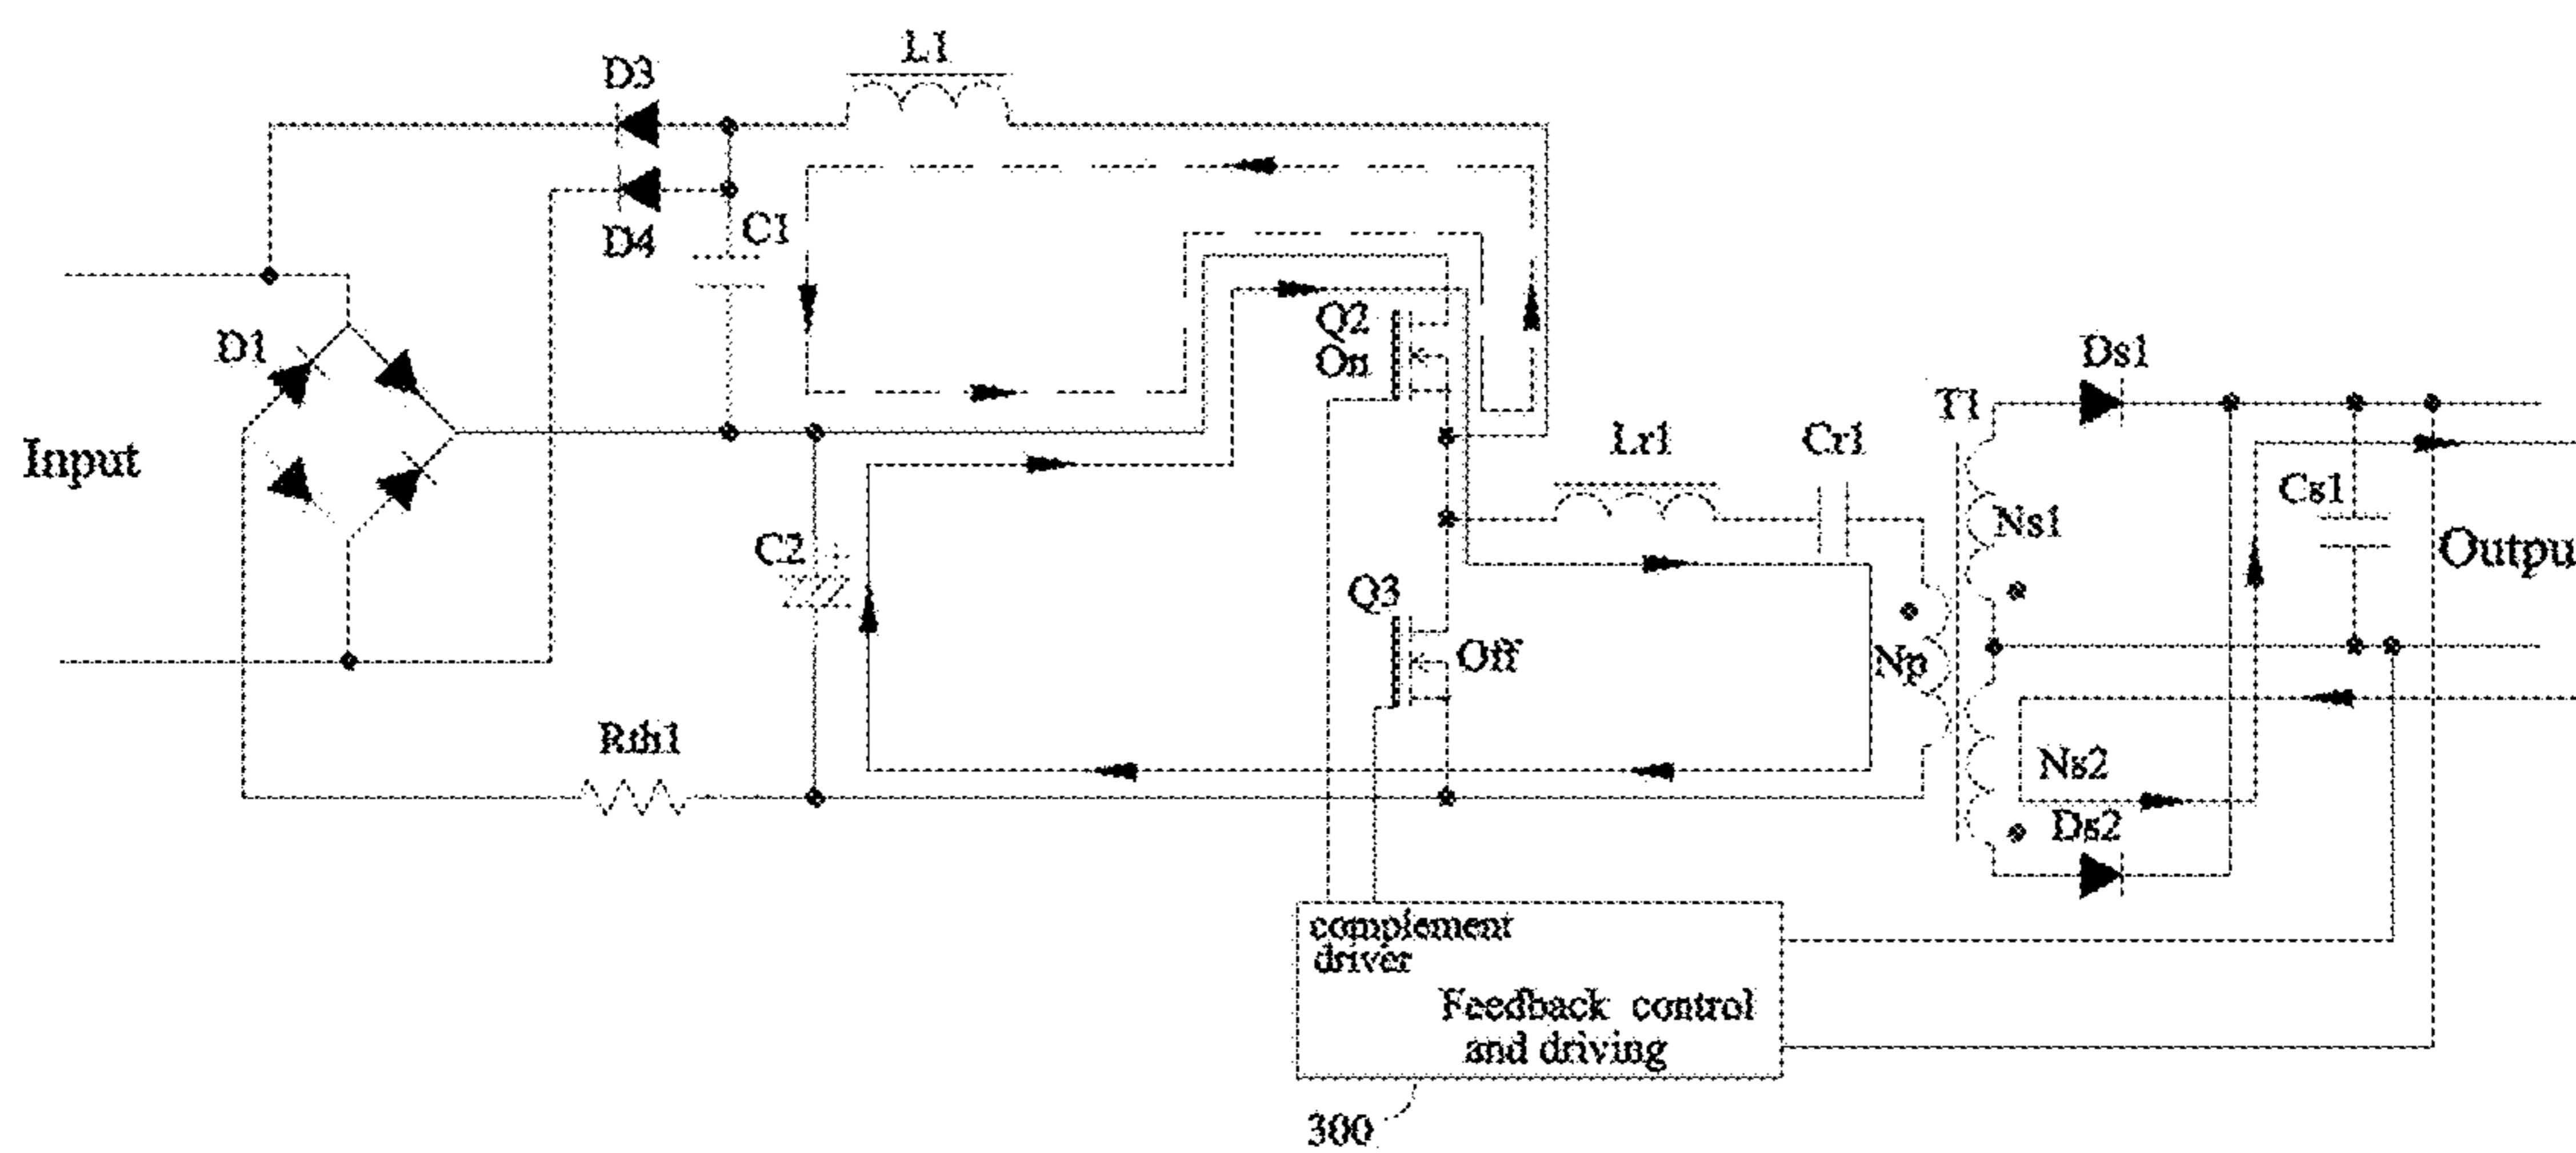 L1
D3
D4
C1
D1
Q2
On
Ds1
T1
Input
Lr1
Cr1
Cs1
Ns1
C2
Outpu
Q3
Off
Np
Rth1
Ns2
Ds2
complement
driver
Feedback control
and driving
300